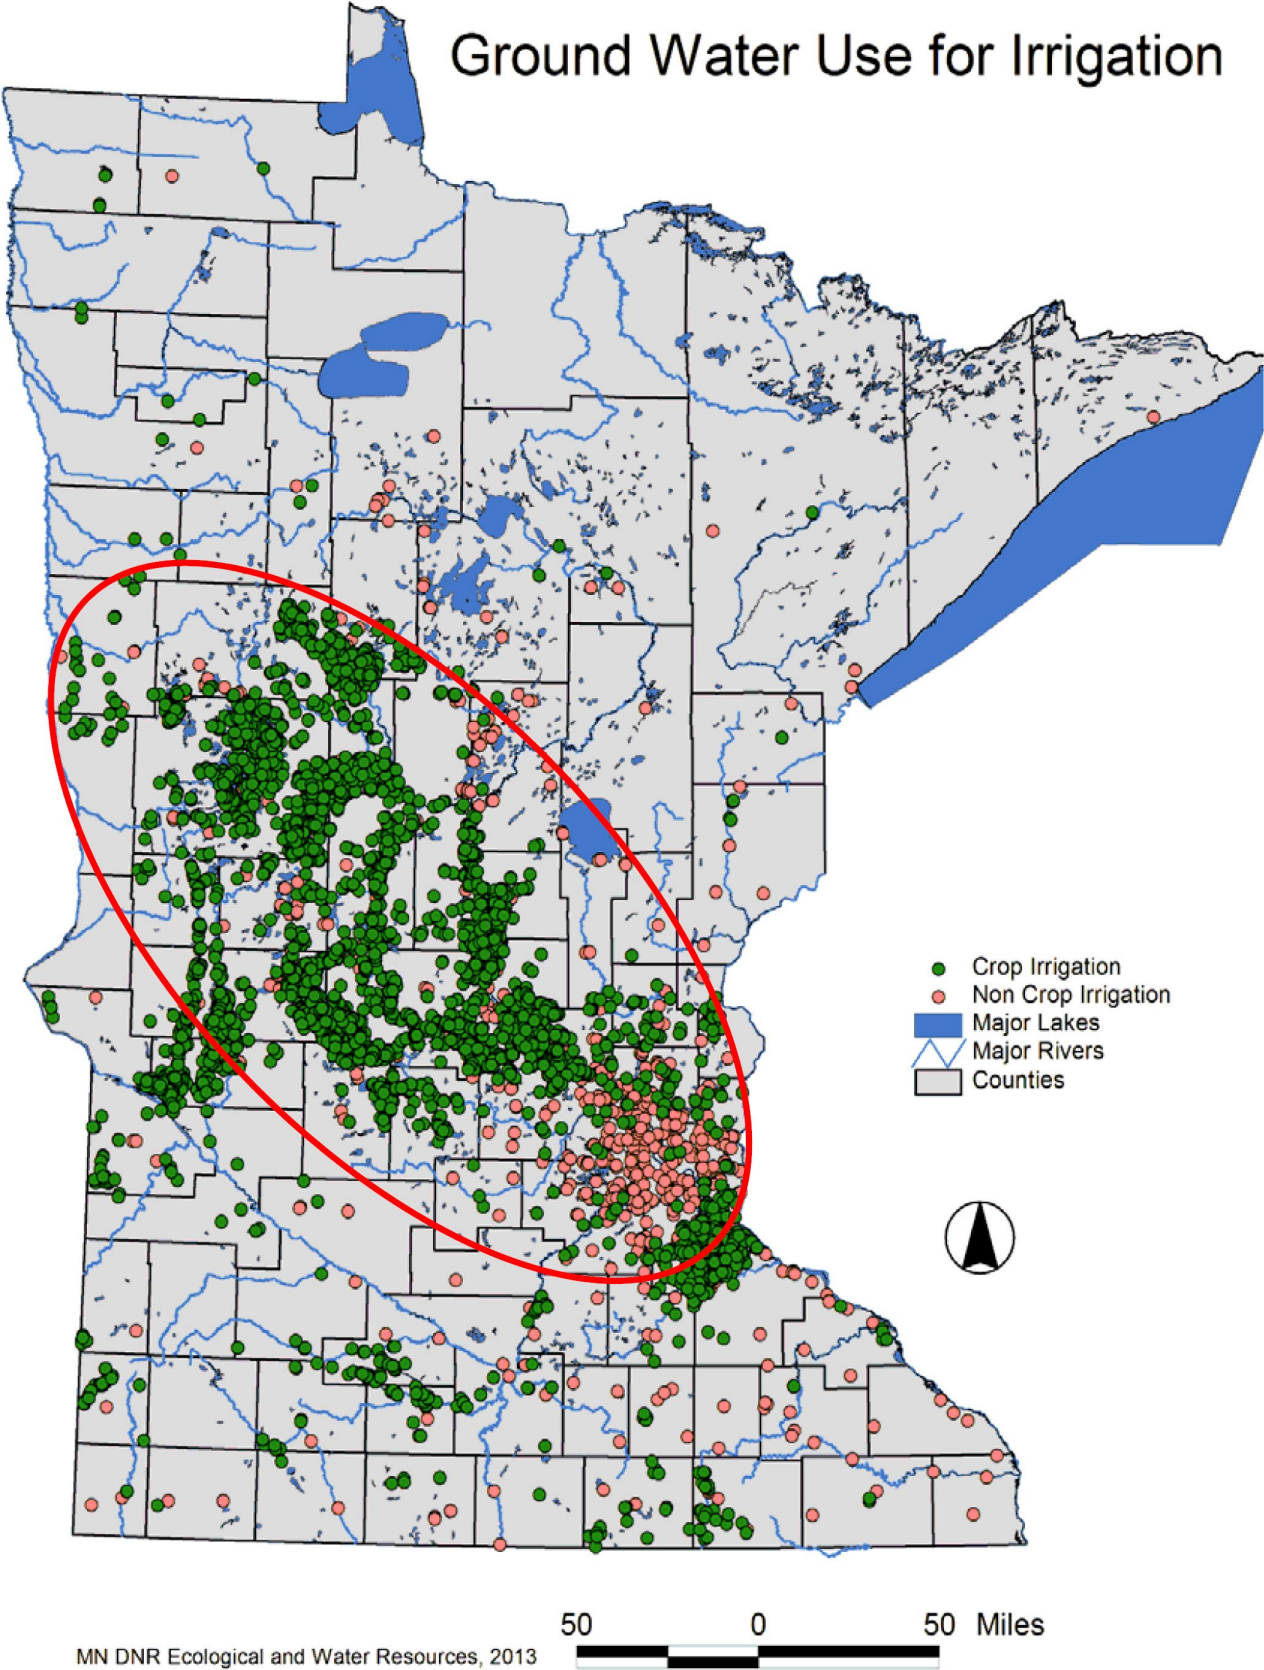 Ground Water Use for Irrigation
Crop Irrigation
Non Crop Irrigation
Major Lakes
Major Rivers
Counties
50 0 50 Miles
MN DNR Ecological and Water Resources, 2013